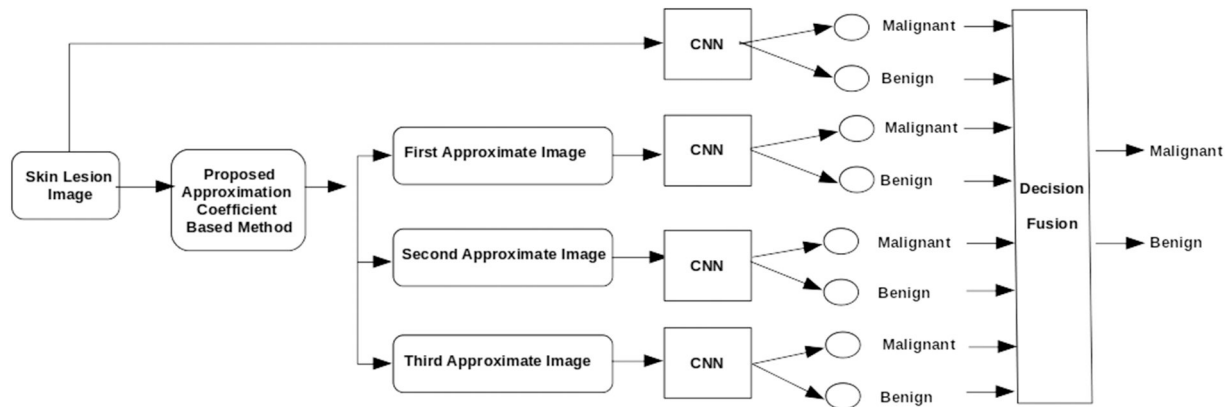 Skin Lesion
Image
Proposed
Approximation
Coefficient
Based Method
First Approximate Image
Second Approximate Image
Third Approximate Image
CNN
Malignant
Benign
CNN
Malignant
Benign
CNN
Malignant
Benign
CNN
Malignant
Benign
Decision
Fusion
Malignant
Benign